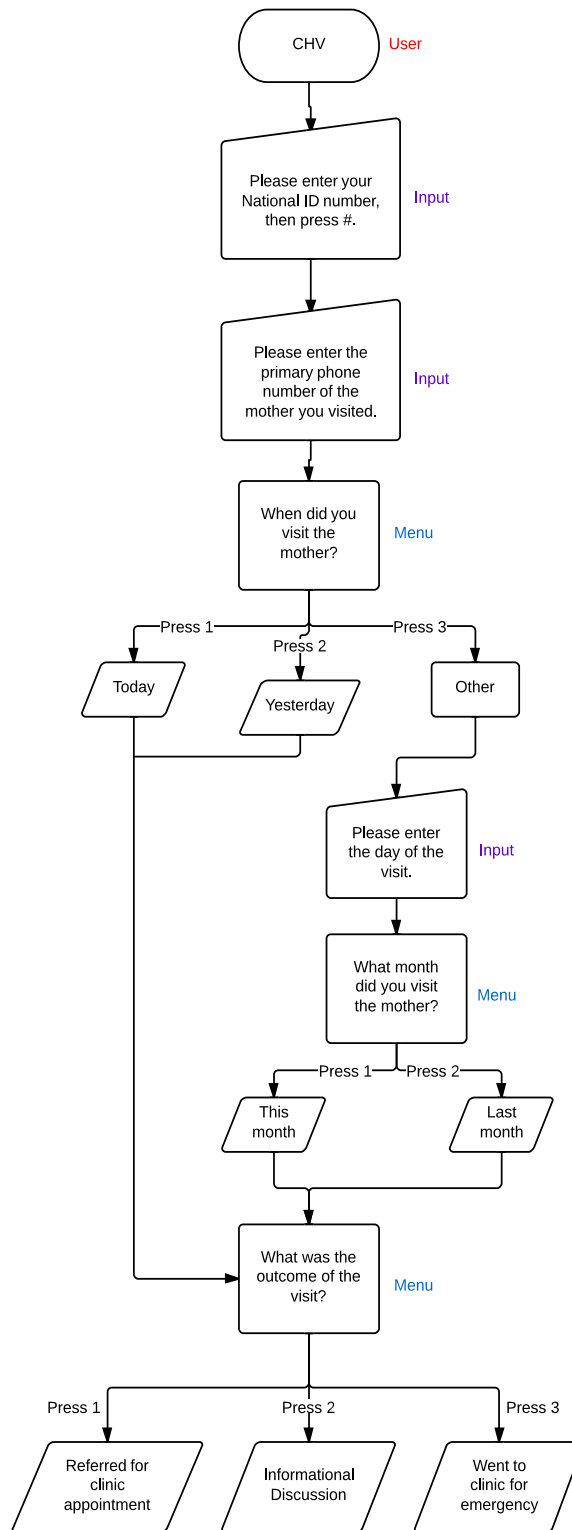 CHV
User
Please enter your
National ID number,
then press #.
Input
Please enter the
primary phone
number of the
mother you visited.
Input
When did you
visit the
mother?
Menu
Press 1
Press 2
Press 3
Today
Yesterday
Other
Please enter
the day of the
visit.
Input
What month
did you visit
the mother?
Menu
Press 1
Press 2
This
month
Last
month
What was the
outcome of the
visit?
Menu
Press 1
Press 2
Press 3
Referred for
clinic
appointment
Informational
Discussion
Went to
clinic for
emergency